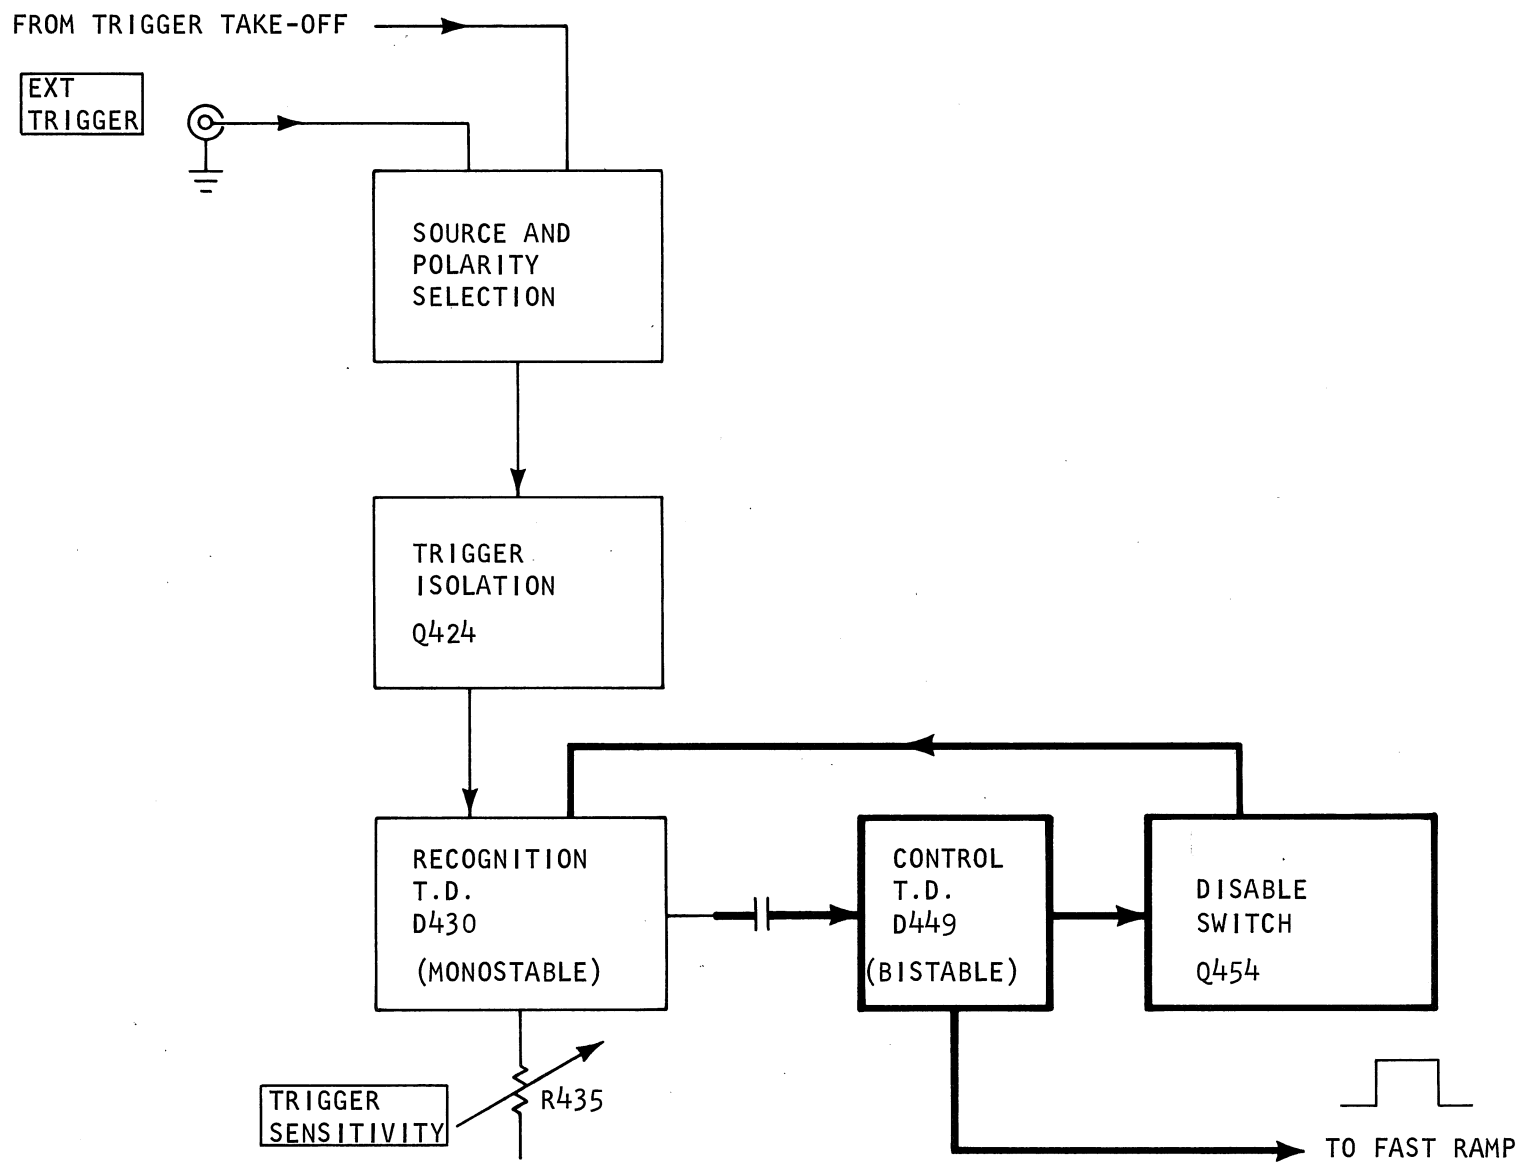 FROM TRIGGER TAKE-OFF
EXT
TRIGGER
SOURCE AND
POLARITY
SELECTION
TRIGGER
ISOLATION
Q424
RECOGNITION
T.D.
D430
(MONOSTABLE)
CONTROL
T.D.
D449
(BISTABLE)
DISABLE
SWITCH
Q454
TRIGGER
SENSITIVITY
R435
TO FAST RAMP